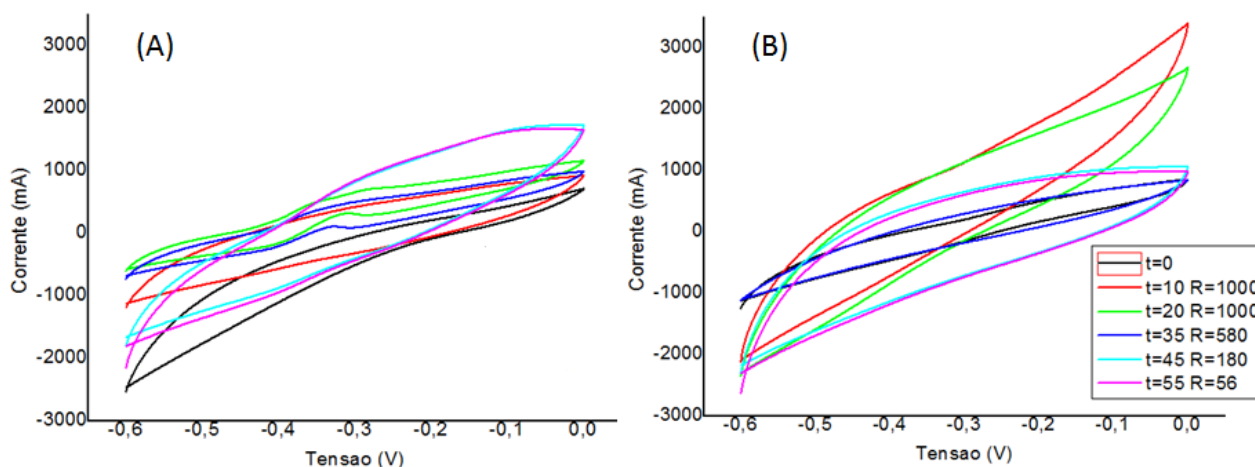 (A)
Corrente (mA)
3000
2000
1000
0
-1000
-2000
-3000
-0,6
-0,5
-0,4
-0,3
-0,2
-0,1
0,0
Tensao (V)
(B)
Corrente (mA)
3000
2000
1000
0
-1000
-2000
-3000
-0,6
-0,5
-0,4
-0,3
-0,2
-0,1
0,0
Tensao (V)
t=0
t=10 R=1000
t=20 R=1000
t=35 R=580
t=45 R=180
t=55 R=56